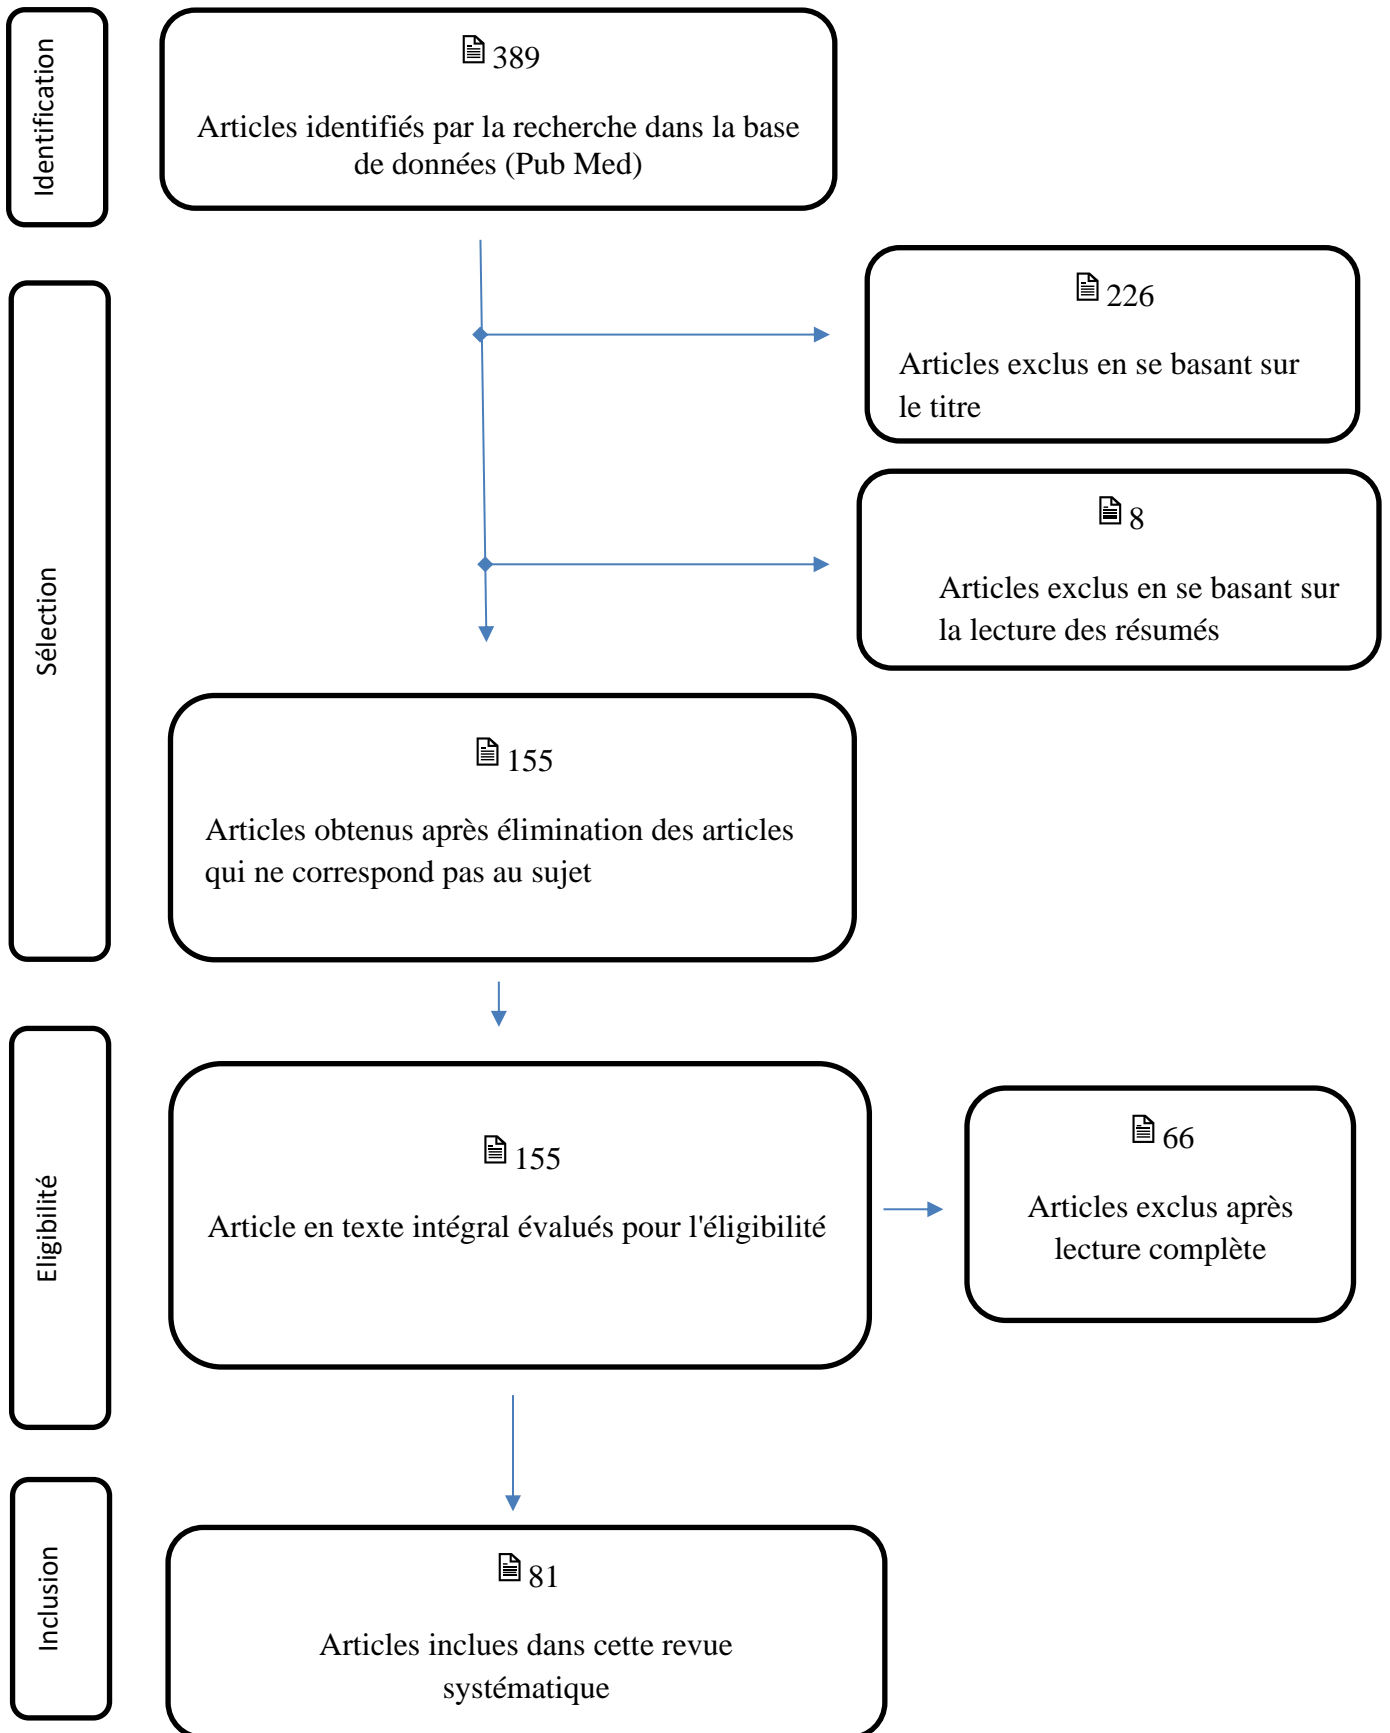 Identification
389
Articles identifiés par la recherche dans la base
de données (Pub Med)
Sélection
226
Articles exclus en se basant sur
le titre
8
Articles exclus en se basant sur
la lecture des résumés
155
Articles obtenus après élimination des articles
qui ne correspond pas au sujet
Eligibilité
155
Article en texte intégral évalués pour l'éligibilité
66
Articles exclus après
lecture complète
Inclusion
81
Articles inclues dans cette revue
systématique